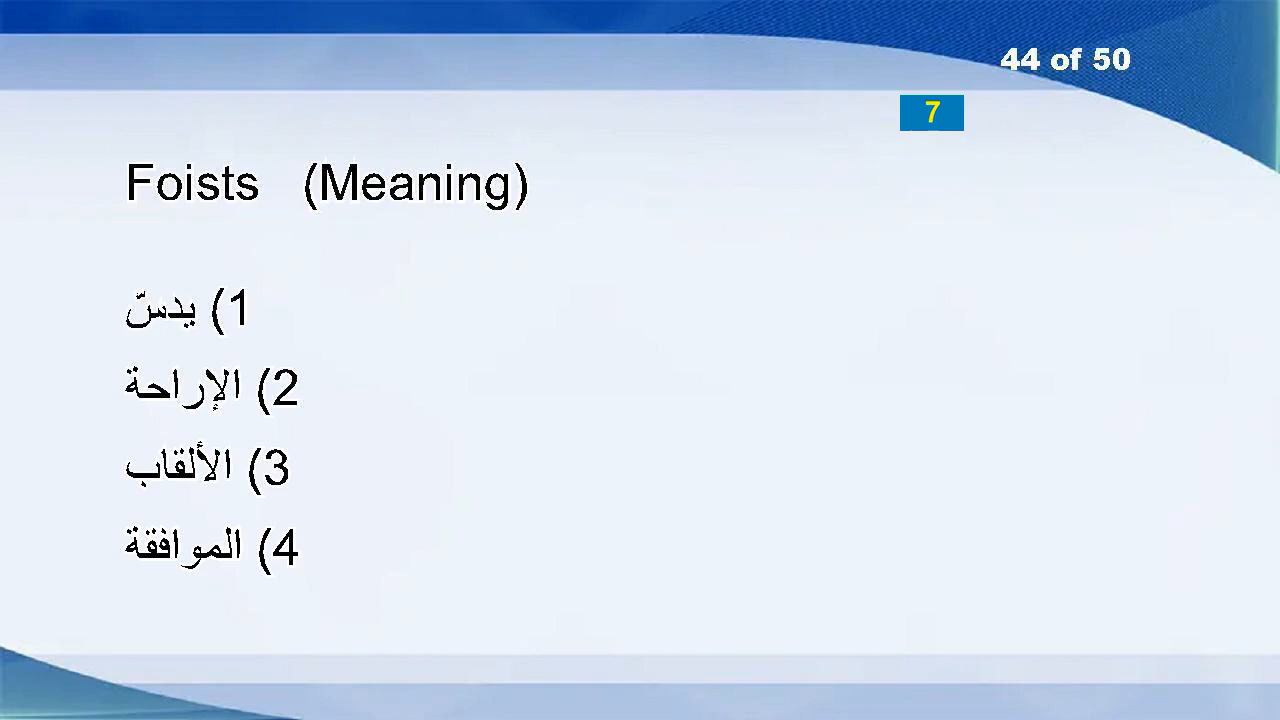 44 of 50
7
Foists (Meaning)
1) يدسّ
2) الإراحة
3) الألقاب
4) الموافقة